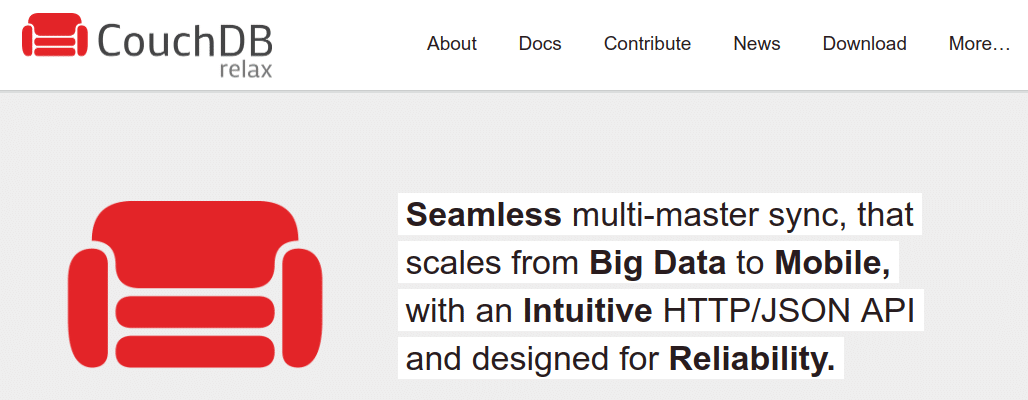 CouchDB
relax
About Docs Contribute News Download More…
Seamless multi-master sync, that
scales from Big Data to Mobile,
with an Intuitive HTTP/JSON API
and designed for Reliability.